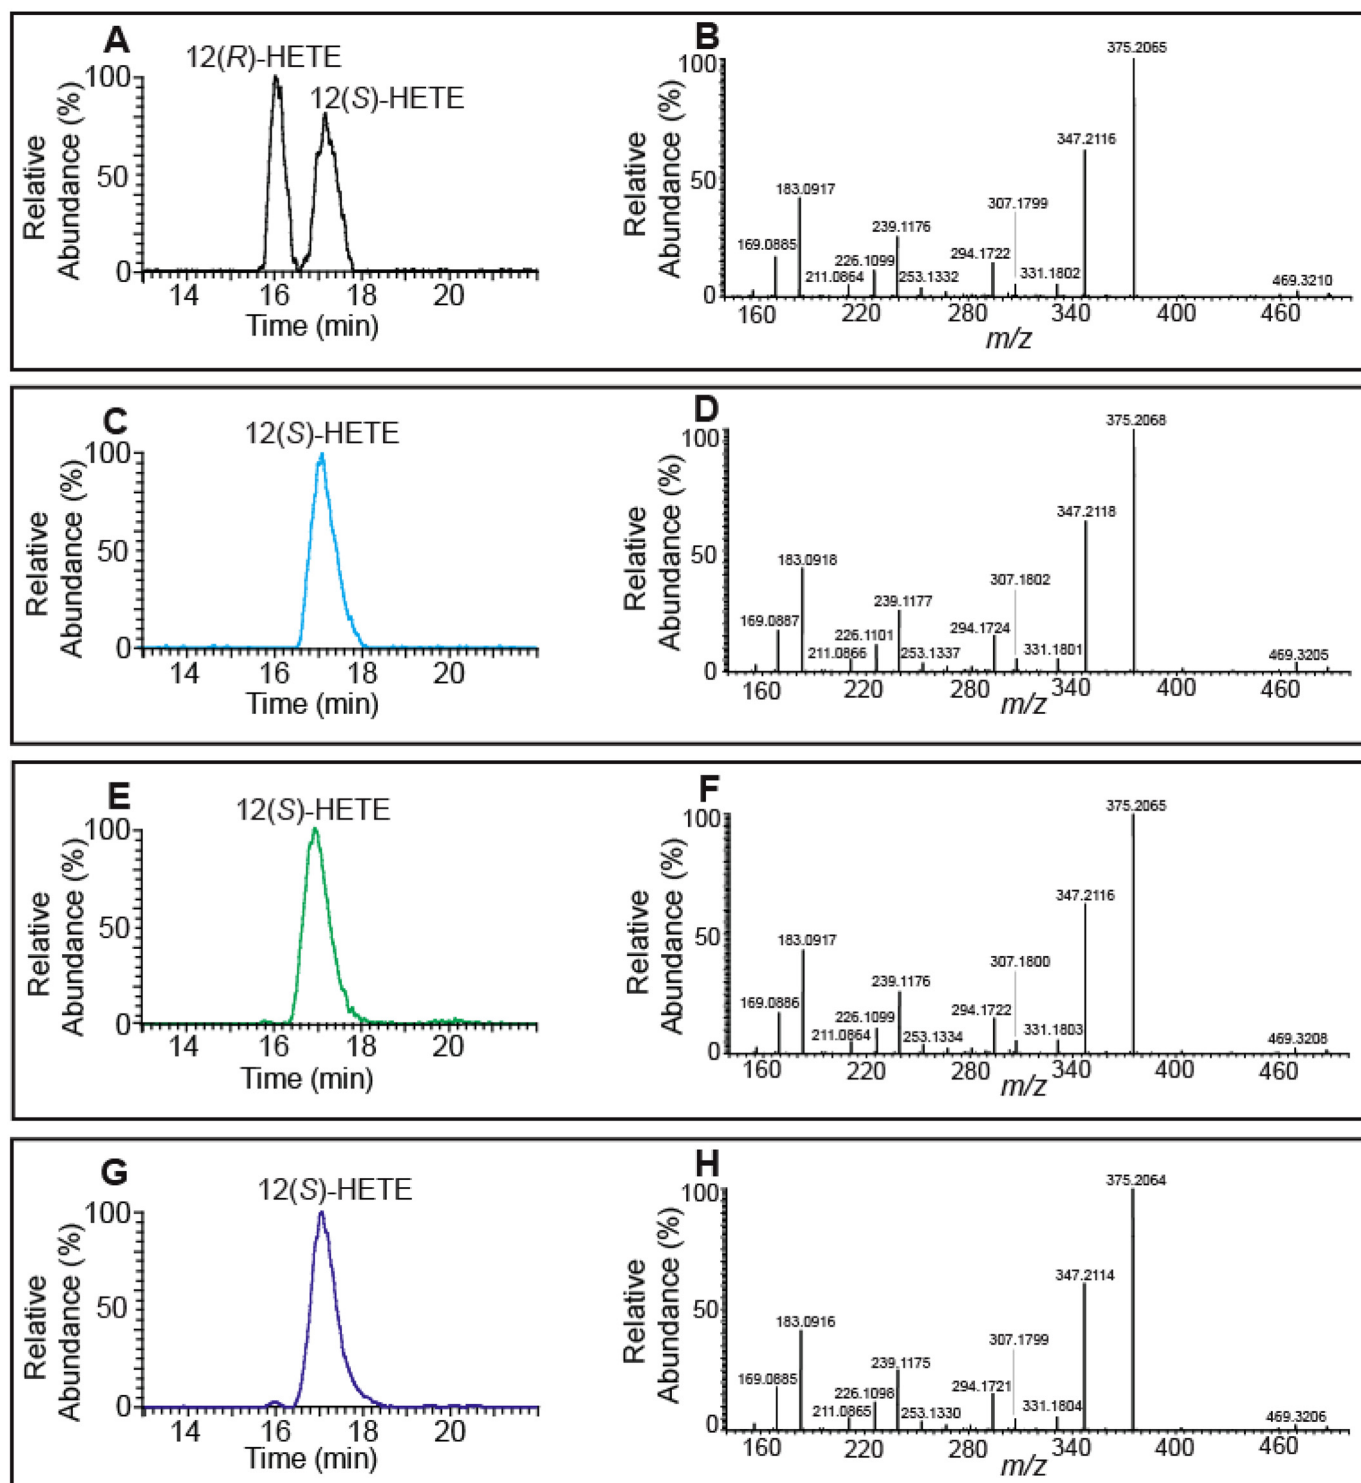 A
12(R)-HETE
12(S)-HETE
Relative
Abundance (%)
100
50
0
14 16 18 20
Time (min)
B
Relative
Abundance (%)
100
50
0
375.2065
347.2116
183.0917
307.1799
239.1176
169.0885
226.1099
294.1722
211.0864
253.1332
331.1802
469.3210
160 220 280 340 400 460
m/z
C
12(S)-HETE
Relative
Abundance (%)
100
50
0
14 16 18 20
Time (min)
D
Relative
Abundance (%)
100
50
0
375.2068
347.2118
183.0918
307.1802
239.1177
169.0887
226.1101
294.1724
211.0866
253.1337
331.1801
469.3205
160 220 280 340 400 460
m/z
E
12(S)-HETE
Relative
Abundance (%)
100
50
0
14 16 18 20
Time (min)
F
Relative
Abundance (%)
100
50
0
375.2065
347.2116
183.0917
307.1800
239.1176
169.0886
226.1099
294.1722
211.0864
253.1334
331.1803
469.3208
160 220 280 340 400 460
m/z
G
12(S)-HETE
Relative
Abundance (%)
100
50
0
14 16 18 20
Time (min)
H
Relative
Abundance (%)
100
50
0
375.2064
347.2114
183.0916
307.1799
239.1175
169.0885
226.1098
294.1721
211.0865
253.1330
331.1804
469.3206
160 220 280 340 400 460
m/z